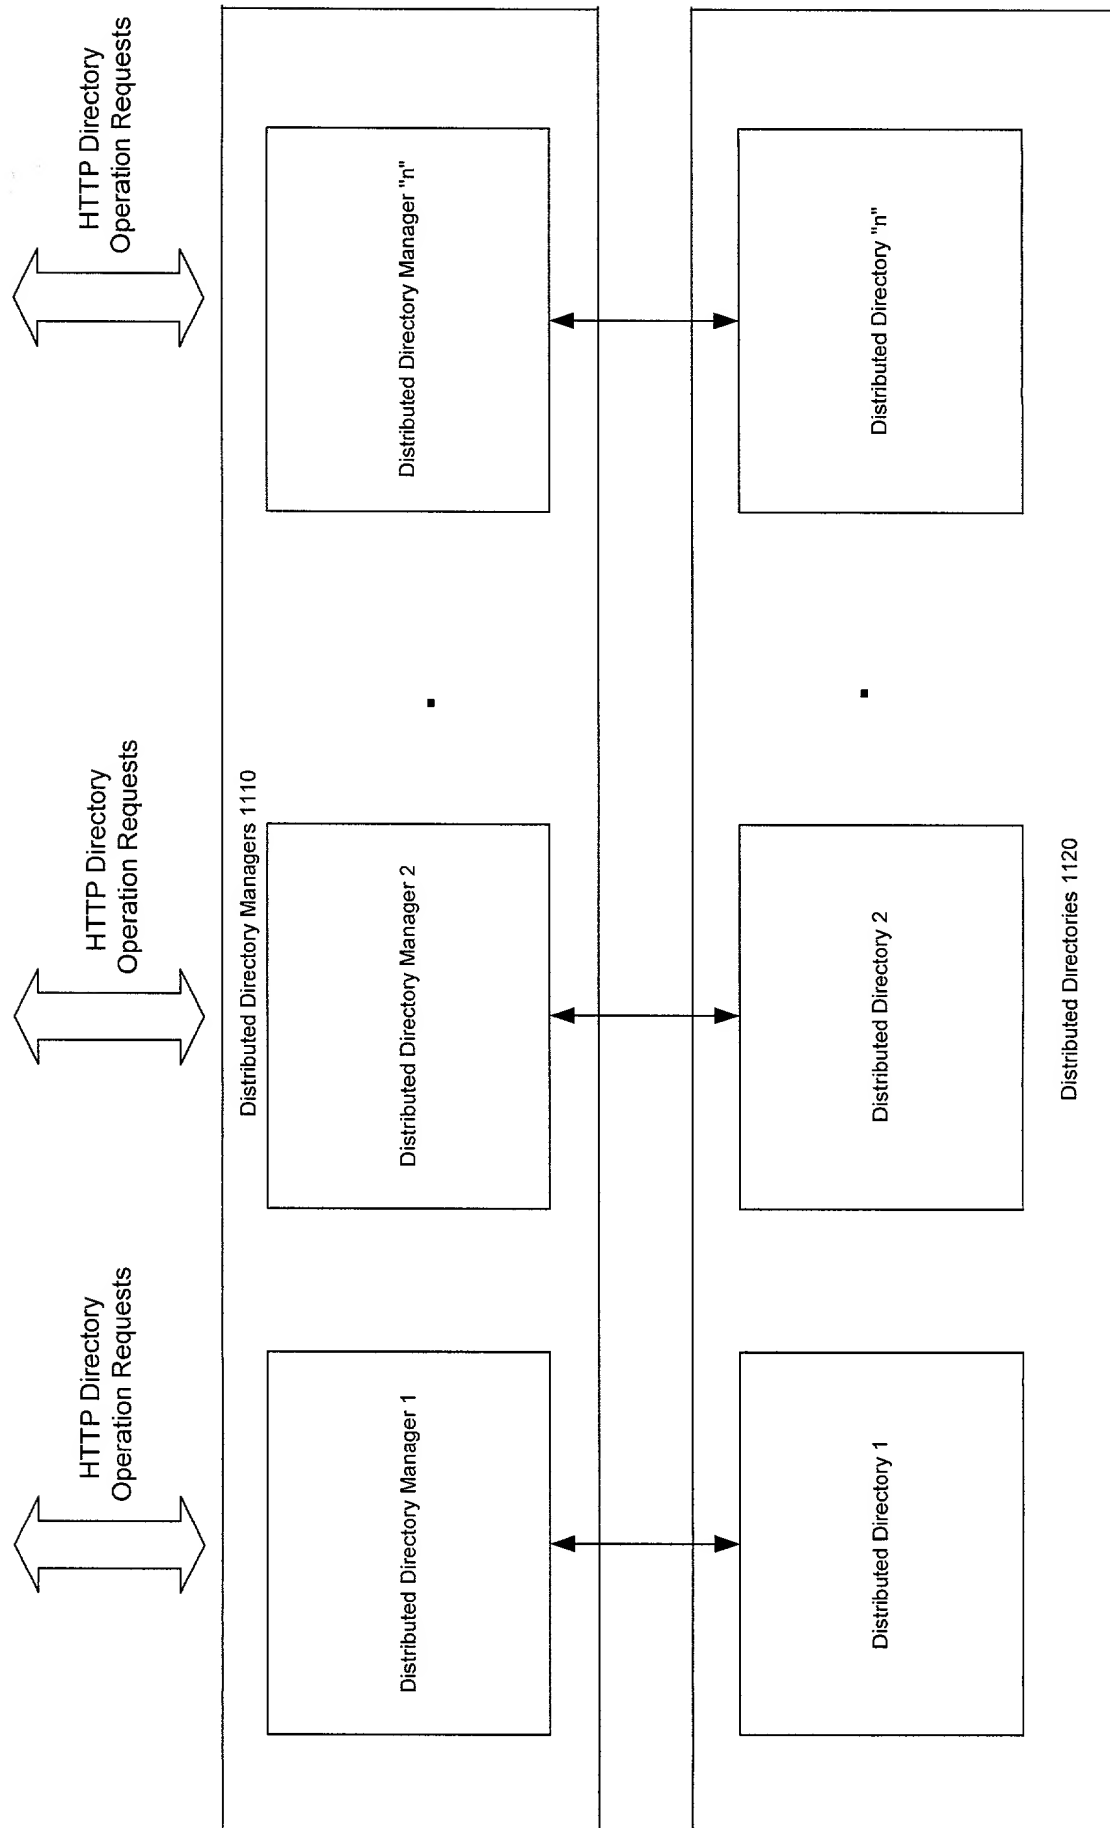 HTTP Directory
Operation Requests
HTTP Directory
Operation Requests
HTTP Directory
Operation Requests
Distributed Directory Managers 1110
Distributed Directory Manager 1
Distributed Directory Manager 2
Distributed Directory Manager "n"
Distributed Directory 1
Distributed Directory 2
Distributed Directory "n"
Distributed Directories 1120